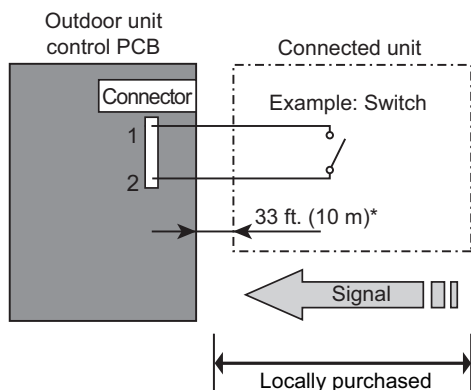 Outdoor unit
control PCB
Connected unit
Connector
Example: Switch
1
2
33 ft. (10 m)*
Signal
Locally purchased